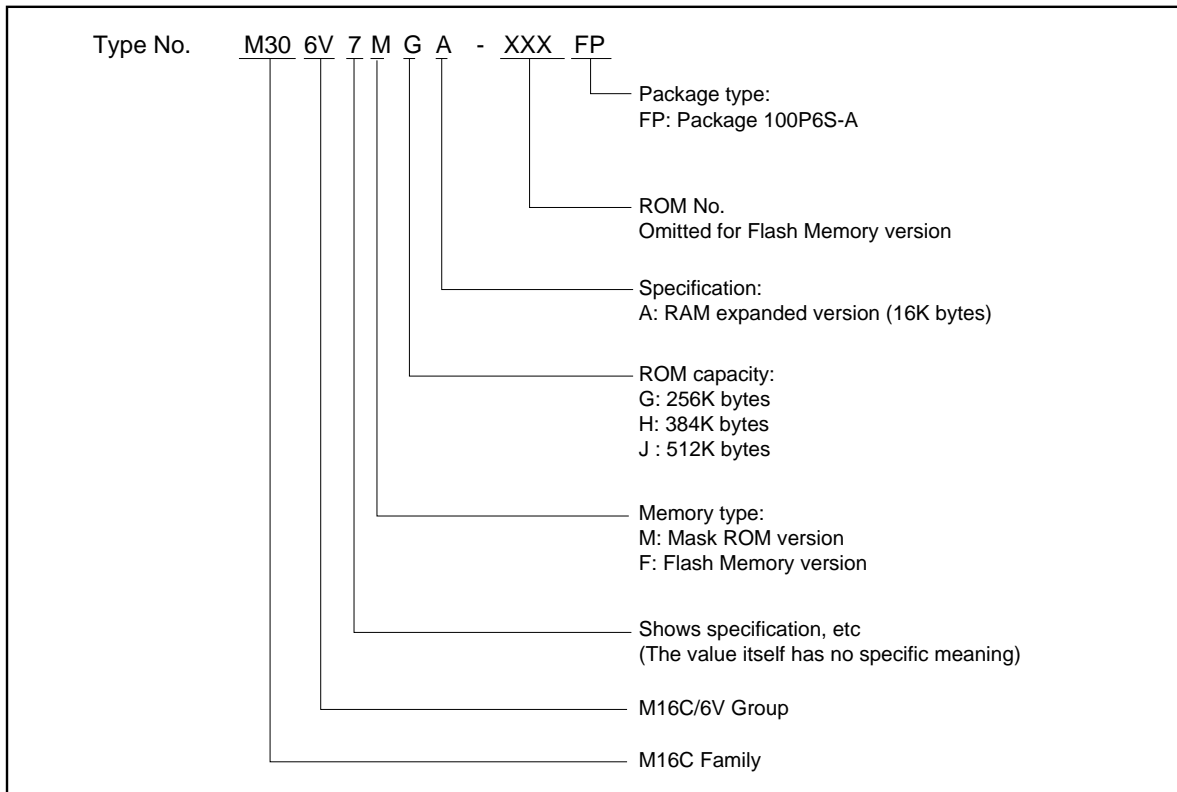 Type No. M30 6V 7 M G A - XXX FP
Package type:
FP: Package 100P6S-A
ROM No.
Omitted for Flash Memory version
Specification:
A: RAM expanded version (16K bytes)
ROM capacity:
G: 256K bytes
H: 384K bytes
J : 512K bytes
Memory type:
M: Mask ROM version
F: Flash Memory version
Shows specification, etc
(The value itself has no specific meaning)
M16C/6V Group
M16C Family